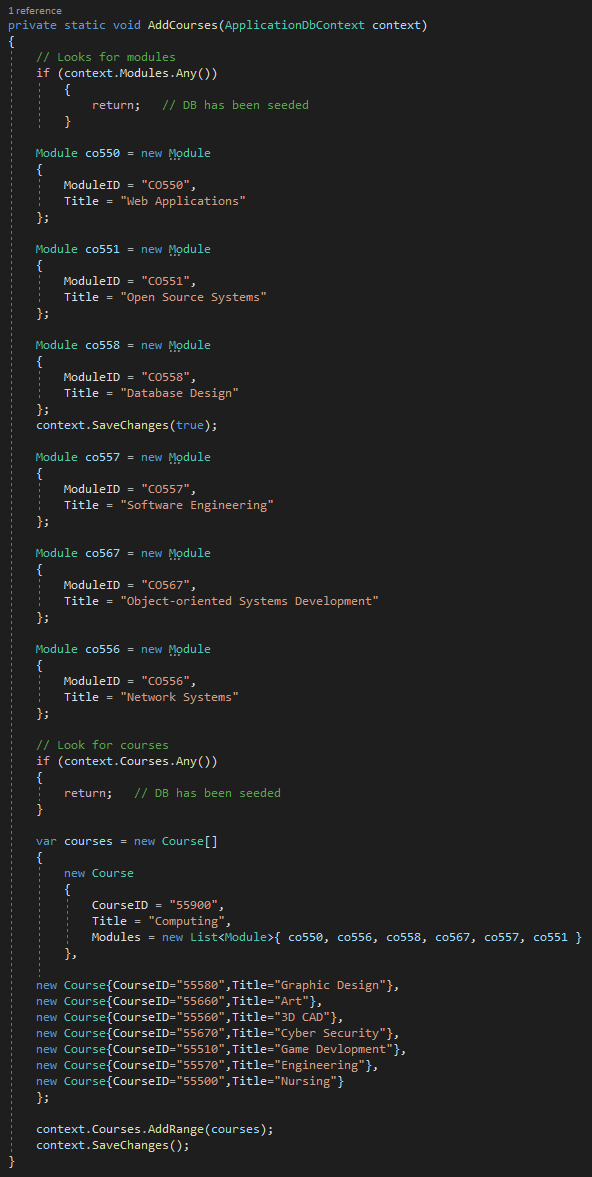 1 reference
private static void AddCourses(ApplicationDbContext context)
{
// Looks for modules
if (context.Modules.Any())
{
return;   // DB has been seeded
}
Module co550 = new Module
{
ModuleID = "CO550",
Title = "Web Applications"
};
Module co551 = new Module
{
ModuleID = "CO551",
Title = "Open Source Systems"
};
Module co558 = new Module
{
ModuleID = "CO558",
Title = "Database Design"
};
context.SaveChanges(true);
Module co557 = new Module
{
ModuleID = "CO557",
Title = "Software Engineering"
};
Module co567 = new Module
{
ModuleID = "CO567",
Title = "Object-oriented Systems Development"
};
Module co556 = new Module
{
ModuleID = "CO556",
Title = "Network Systems"
};
// Look for courses
if (context.Courses.Any())
{
return;   // DB has been seeded
}
var courses = new Course[]
{
new Course
{
CourseID = "55900",
Title = "Computing",
Modules = new List<Module>{ co550, co556, co558, co567, co557, co551 }
},
new Course{CourseID="55580",Title="Graphic Design"},
new Course{CourseID="55660",Title="Art"},
new Course{CourseID="55560",Title="3D CAD"},
new Course{CourseID="55670",Title="Cyber Security"},
new Course{CourseID="55510",Title="Game Devlopment"},
new Course{CourseID="55570",Title="Engineering"},
new Course{CourseID="55500",Title="Nursing"}
};
context.Courses.AddRange(courses);
context.SaveChanges();
}